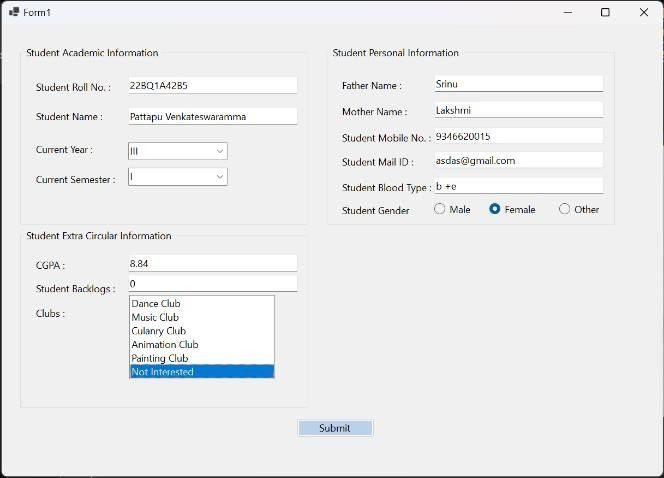 Form1
Student Academic Information
Student Roll No. : 22BQ1A42B5
Student Name : Pattapu Venkateswaramma
Current Year : III
Current Semester : I
Student Personal Information
Father Name : Srinu
Mother Name : Lakshmi
Student Mobile No. : 9346620015
Student Mail ID : asdas@gmail.com
Student Blood Type : b +e
Student Gender Male Female Other
Student Extra Circular Information
CGPA : 8.84
Student Backlogs : 0
Clubs :
Dance Club
Music Club
Culanry Club
Animation Club
Painting Club
Not Interested
Submit